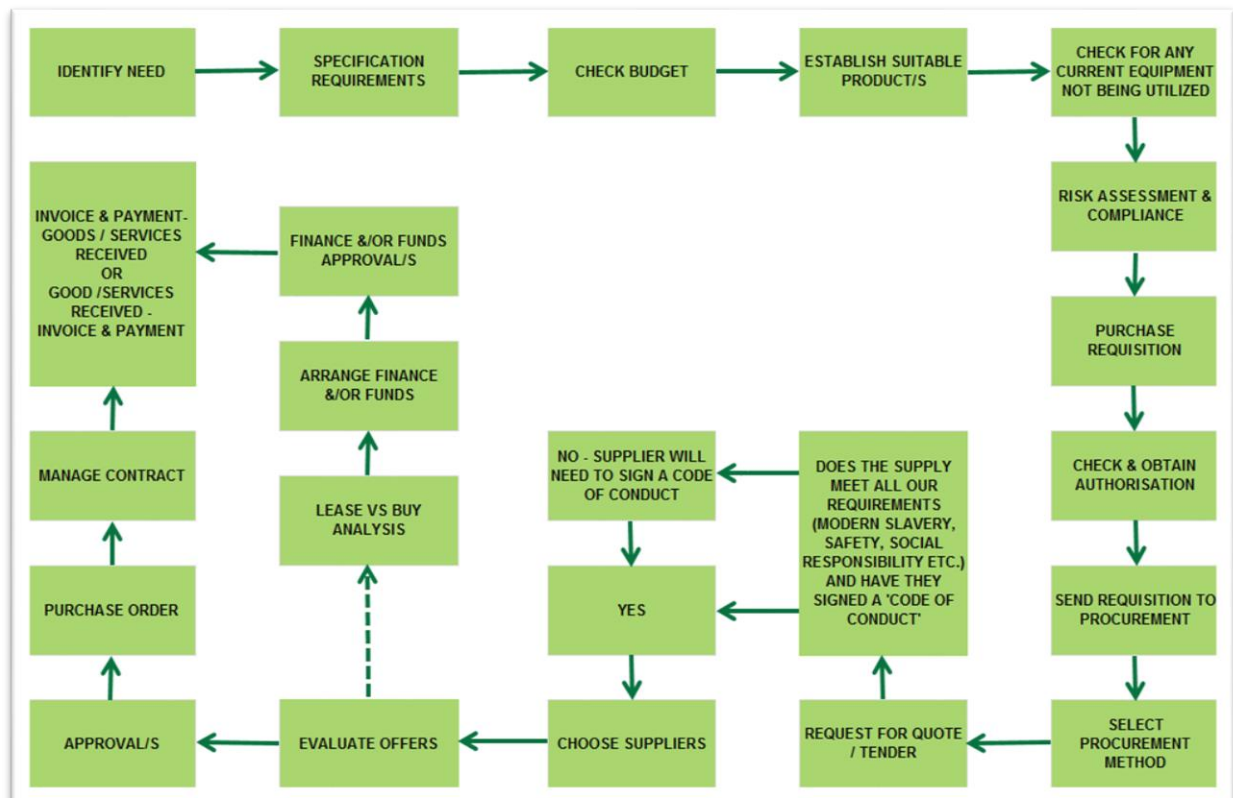 IDENTIFY NEED
SPECIFICATION
REQUIREMENTS
CHECK BUDGET
ESTABLISH SUITABLE
PRODUCT/S
CHECK FOR ANY
CURRENT EQUIPMENT
NOT BEING UTILIZED
RISK ASSESSMENT &
COMPLIANCE
PURCHASE
REQUISITION
CHECK & OBTAIN
AUTHORISATION
SEND REQUISITION TO
PROCUREMENT
SELECT
PROCUREMENT
METHOD
REQUEST FOR QUOTE
/ TENDER
DOES THE SUPPLY
MEET ALL OUR
REQUIREMENTS
(MODERN SLAVERY,
SAFETY, SOCIAL
RESPONSIBILITY ETC.)
AND HAVE THEY
SIGNED A 'CODE OF
CONDUCT'
NO - SUPPLIER WILL
NEED TO SIGN A CODE
OF CONDUCT
YES
CHOOSE SUPPLIERS
EVALUATE OFFERS
LEASE VS BUY
ANALYSIS
ARRANGE FINANCE
&/OR FUNDS
FINANCE &/OR FUNDS
APPROVAL/S
APPROVAL/S
PURCHASE ORDER
MANAGE CONTRACT
INVOICE & PAYMENT-
GOODS / SERVICES
RECEIVED
OR
GOOD /SERVICES
RECEIVED -
INVOICE & PAYMENT